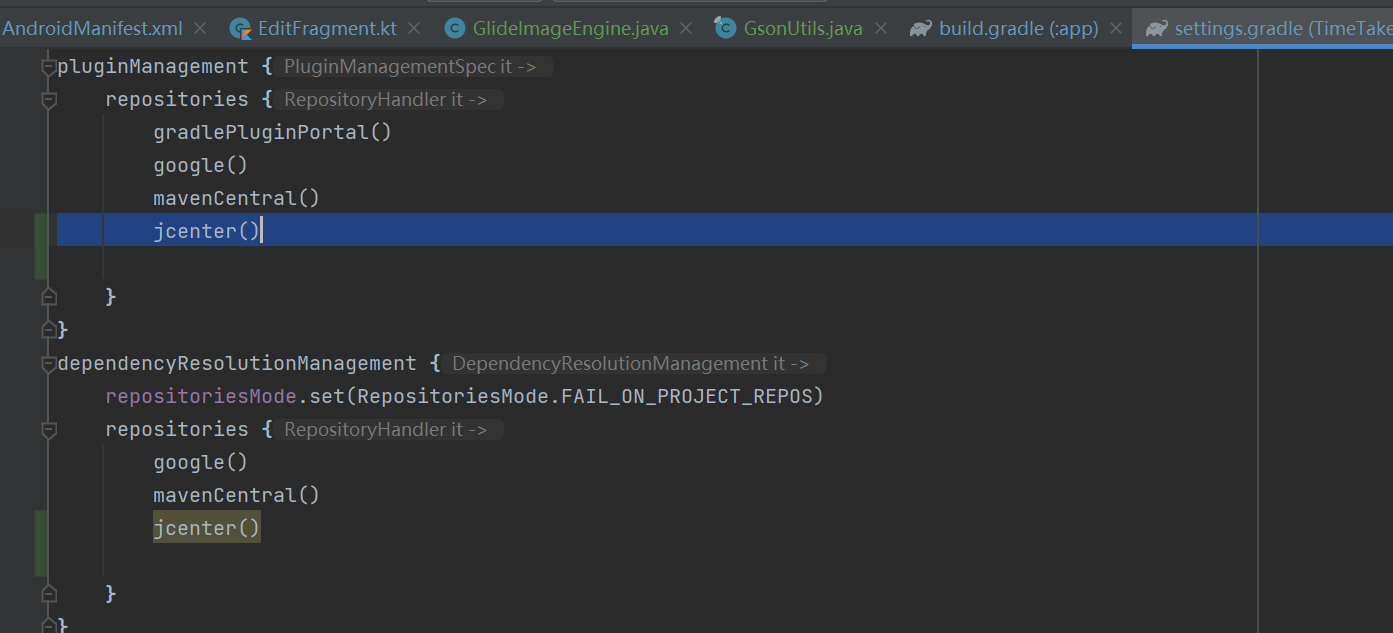 AndroidManifest.xml EditFragment.kt GlideImageEngine.java GsonUtils.java build.gradle (:app) settings.gradle (TimeTake
pluginManagement { PluginManagementSpec it ->
repositories { RepositoryHandler it ->
gradlePluginPortal()
google()
mavenCentral()
jcenter()
}
}
dependencyResolutionManagement { DependencyResolutionManagement it ->
repositoriesMode.set(RepositoriesMode.FAIL_ON_PROJECT_REPOS)
repositories { RepositoryHandler it ->
google()
mavenCentral()
jcenter()
}
}